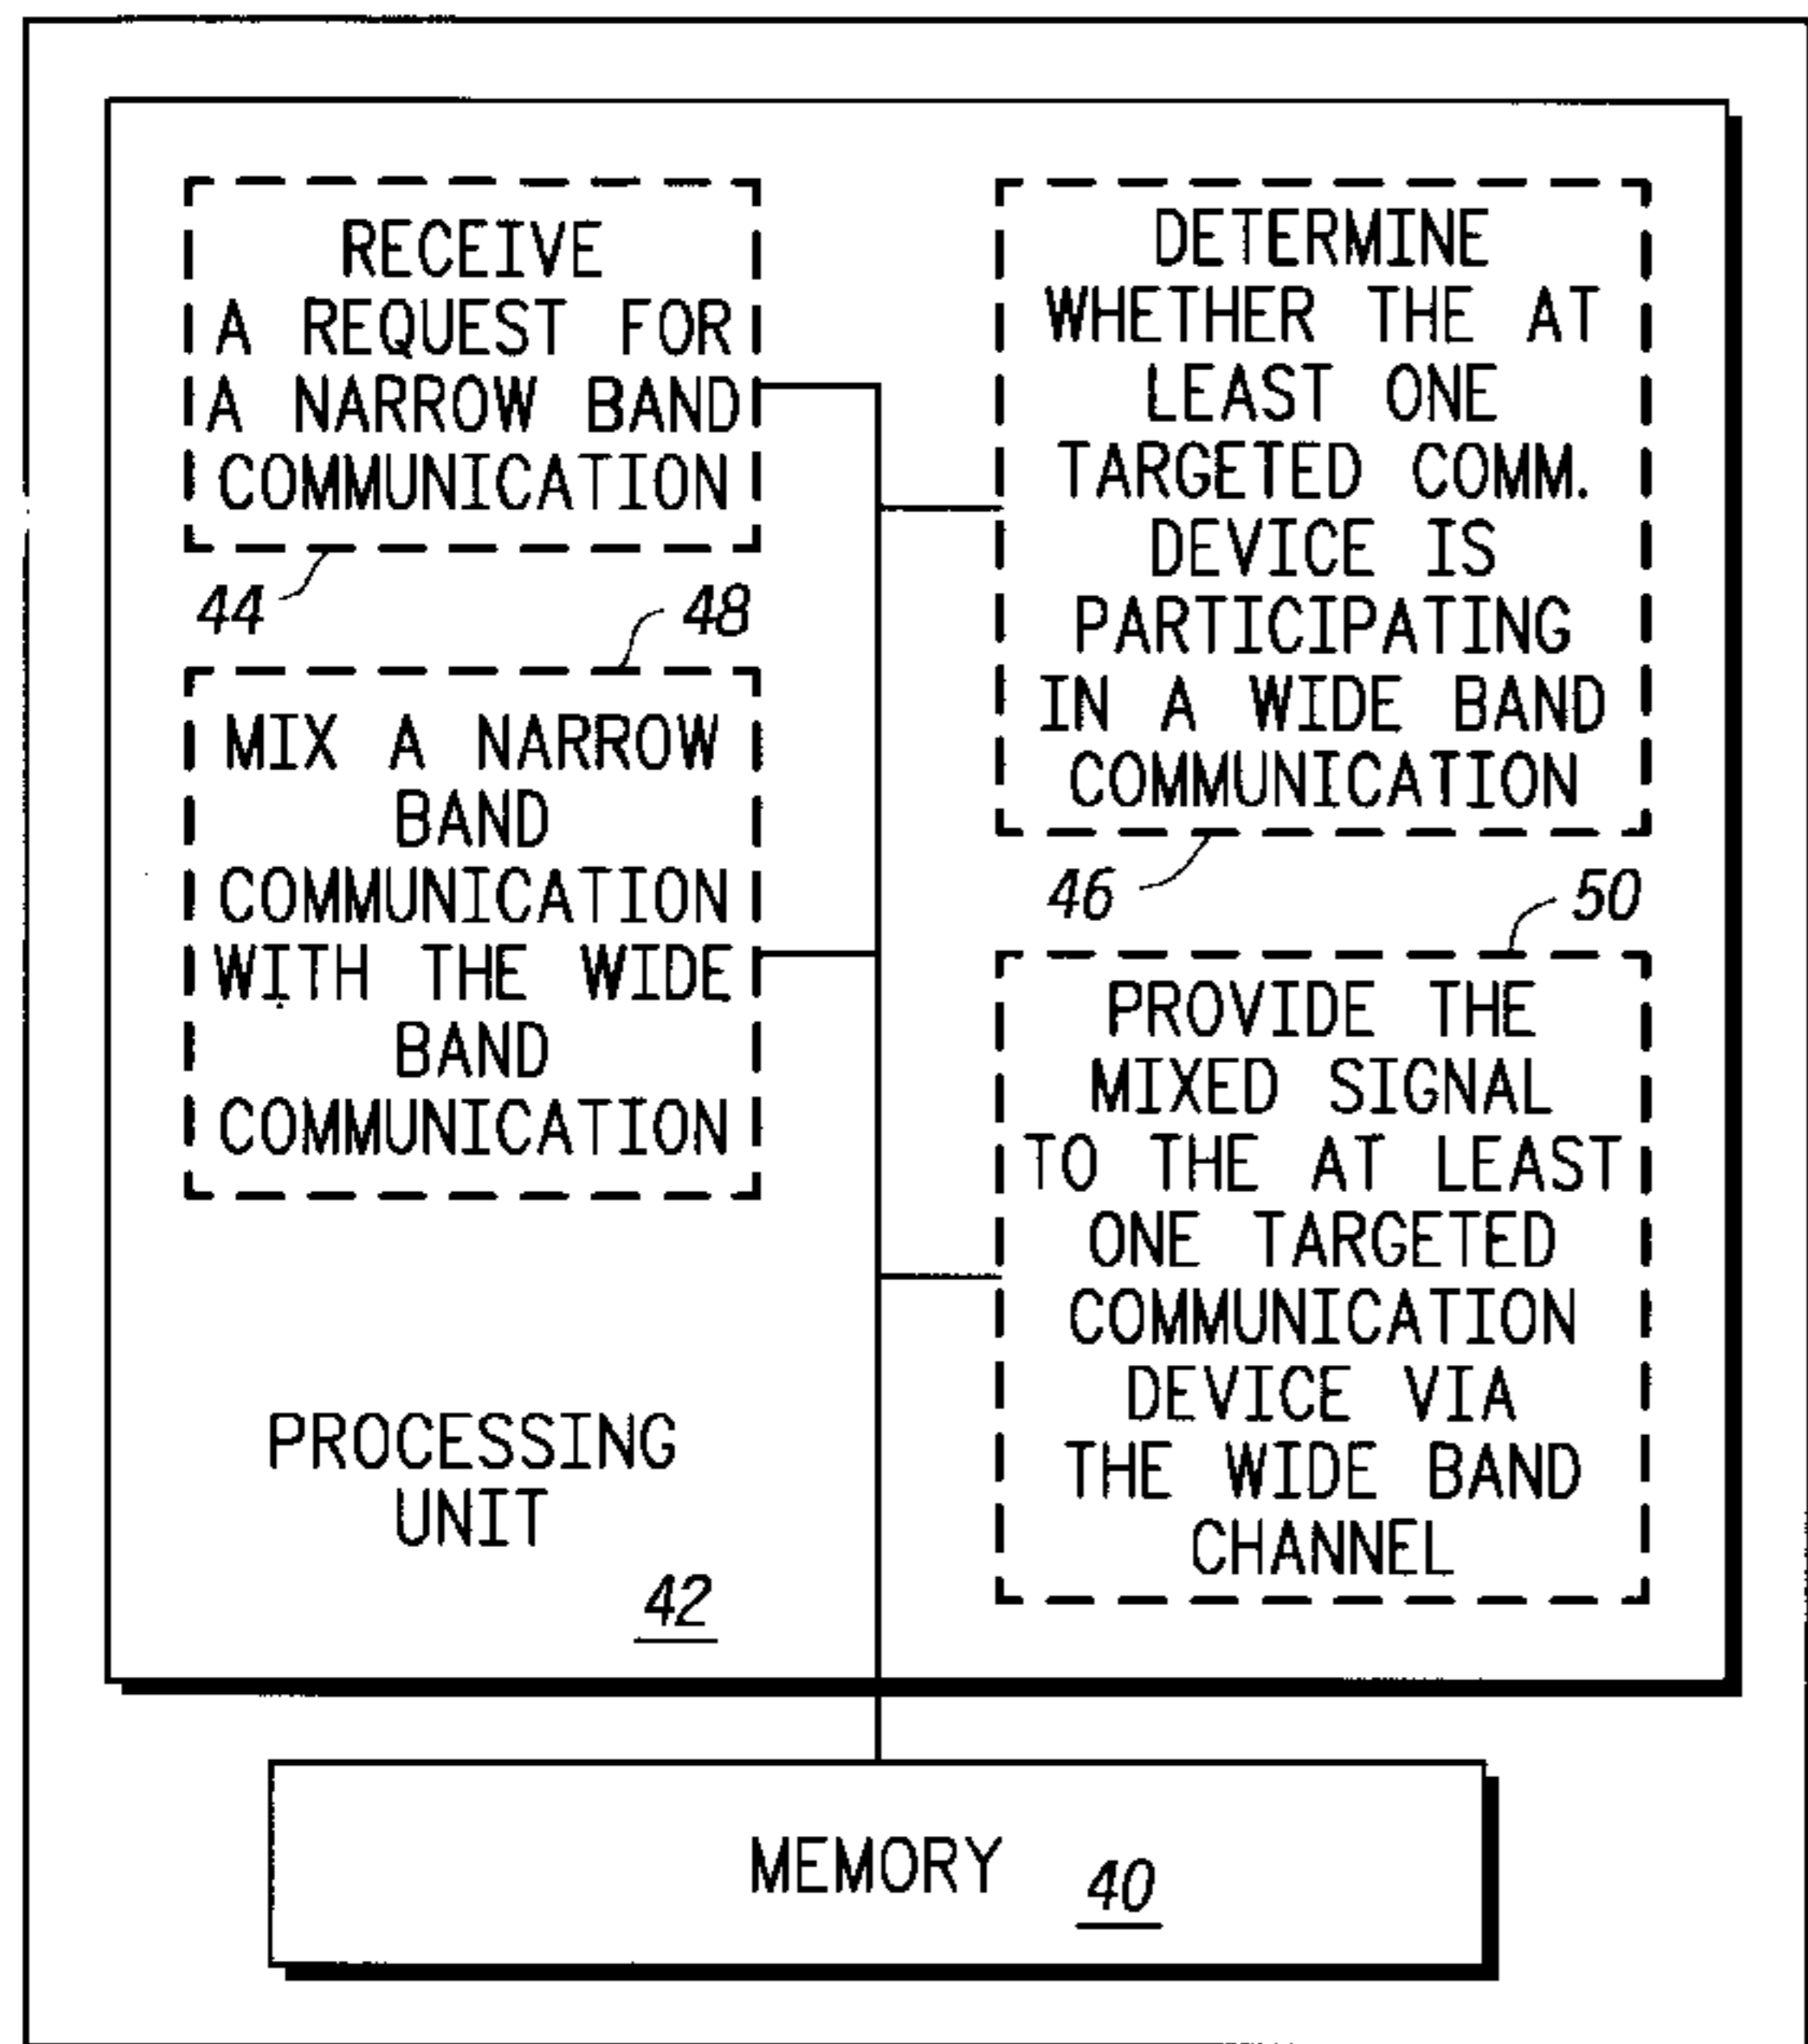 RECEIVE
A REQUEST FOR
A NARROW BAND
COMMUNICATION
44
48
MIX A NARROW
BAND
COMMUNICATION
WITH THE WIDE
BAND
COMMUNICATION
DETERMINE
WHETHER THE AT
LEAST ONE
TARGETED COMM.
DEVICE IS
PARTICIPATING
IN A WIDE BAND
COMMUNICATION
46
50
PROVIDE THE
MIXED SIGNAL
TO THE AT LEAST
ONE TARGETED
COMMUNICATION
DEVICE VIA
THE WIDE BAND
CHANNEL
PROCESSING
UNIT
42
MEMORY 40